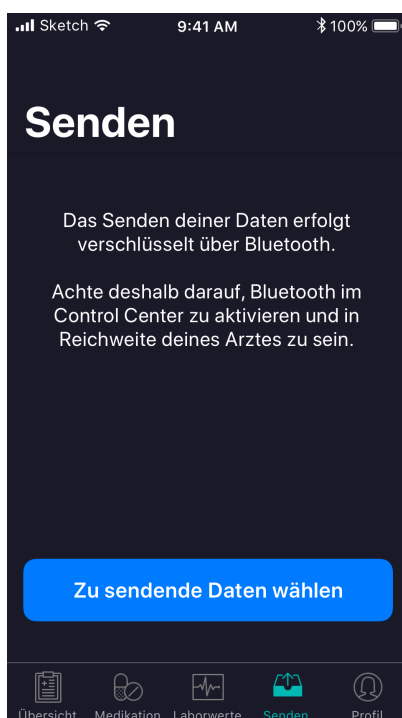 Sketch 9:41 AM 100%
Senden
Das Senden deiner Daten erfolgt
verschlüsselt über Bluetooth.
Achte deshalb darauf, Bluetooth im
Control Center zu aktivieren und in
Reichweite deines Arztes zu sein.
Zu sendende Daten wählen
Übersicht Medikation Laborwerte Senden Profil